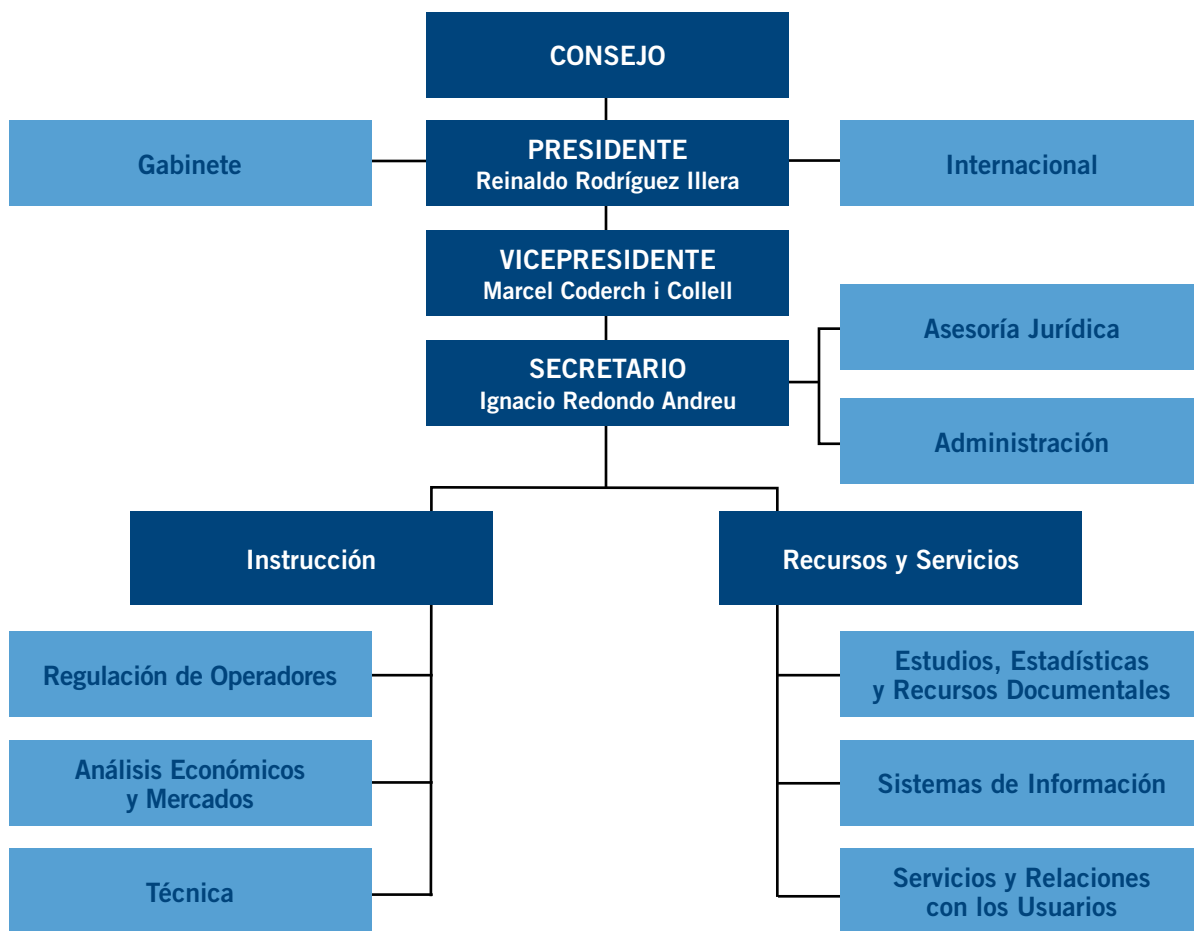 CONSEJO
Gabinete
PRESIDENTE
Reinaldo Rodríguez Illera
Internacional
VICEPRESIDENTE
Marcel Coderch i Collell
Asesoría Jurídica
SECRETARIO
Ignacio Redondo Andreu
Administración
Instrucción
Recursos y Servicios
Regulación de Operadores
Estudios, Estadísticas
y Recursos Documentales
Análisis Económicos
y Mercados
Sistemas de Información
Técnica
Servicios y Relaciones
con los Usuarios